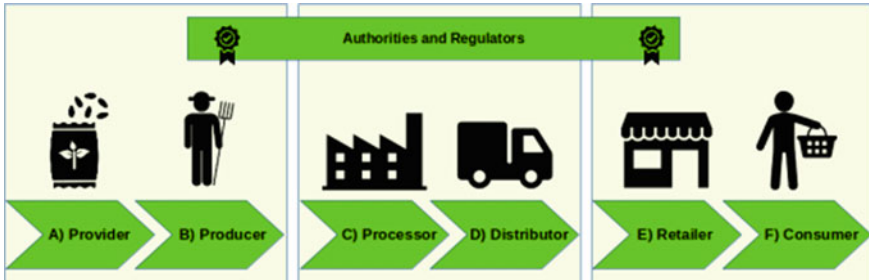 Authorities and Regulators
A) Provider
B) Producer
C) Processor
D) Distributor
E) Retailer
F) Consumer